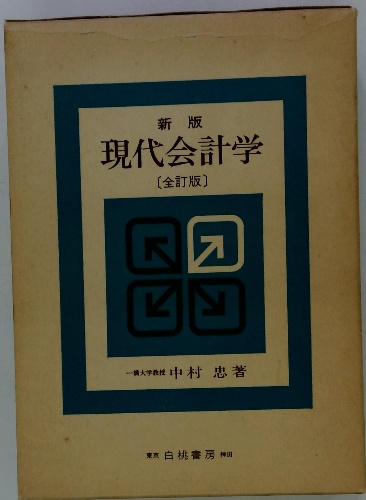 新版
現代会計学
〔全訂版〕
一橋大学教授 中村 忠著
東京 白桃書房 神田